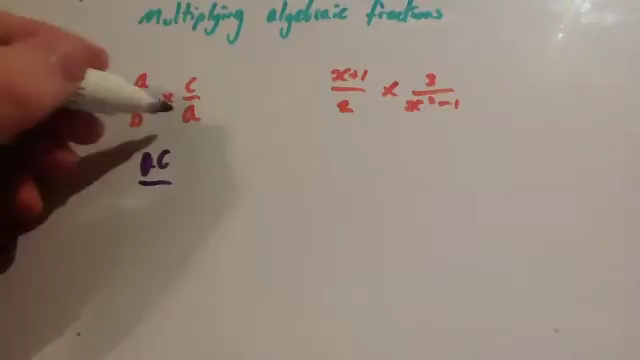 Multiplying algebraic fractions
A × C x+1 × 3
B a 2 x²-1
AC